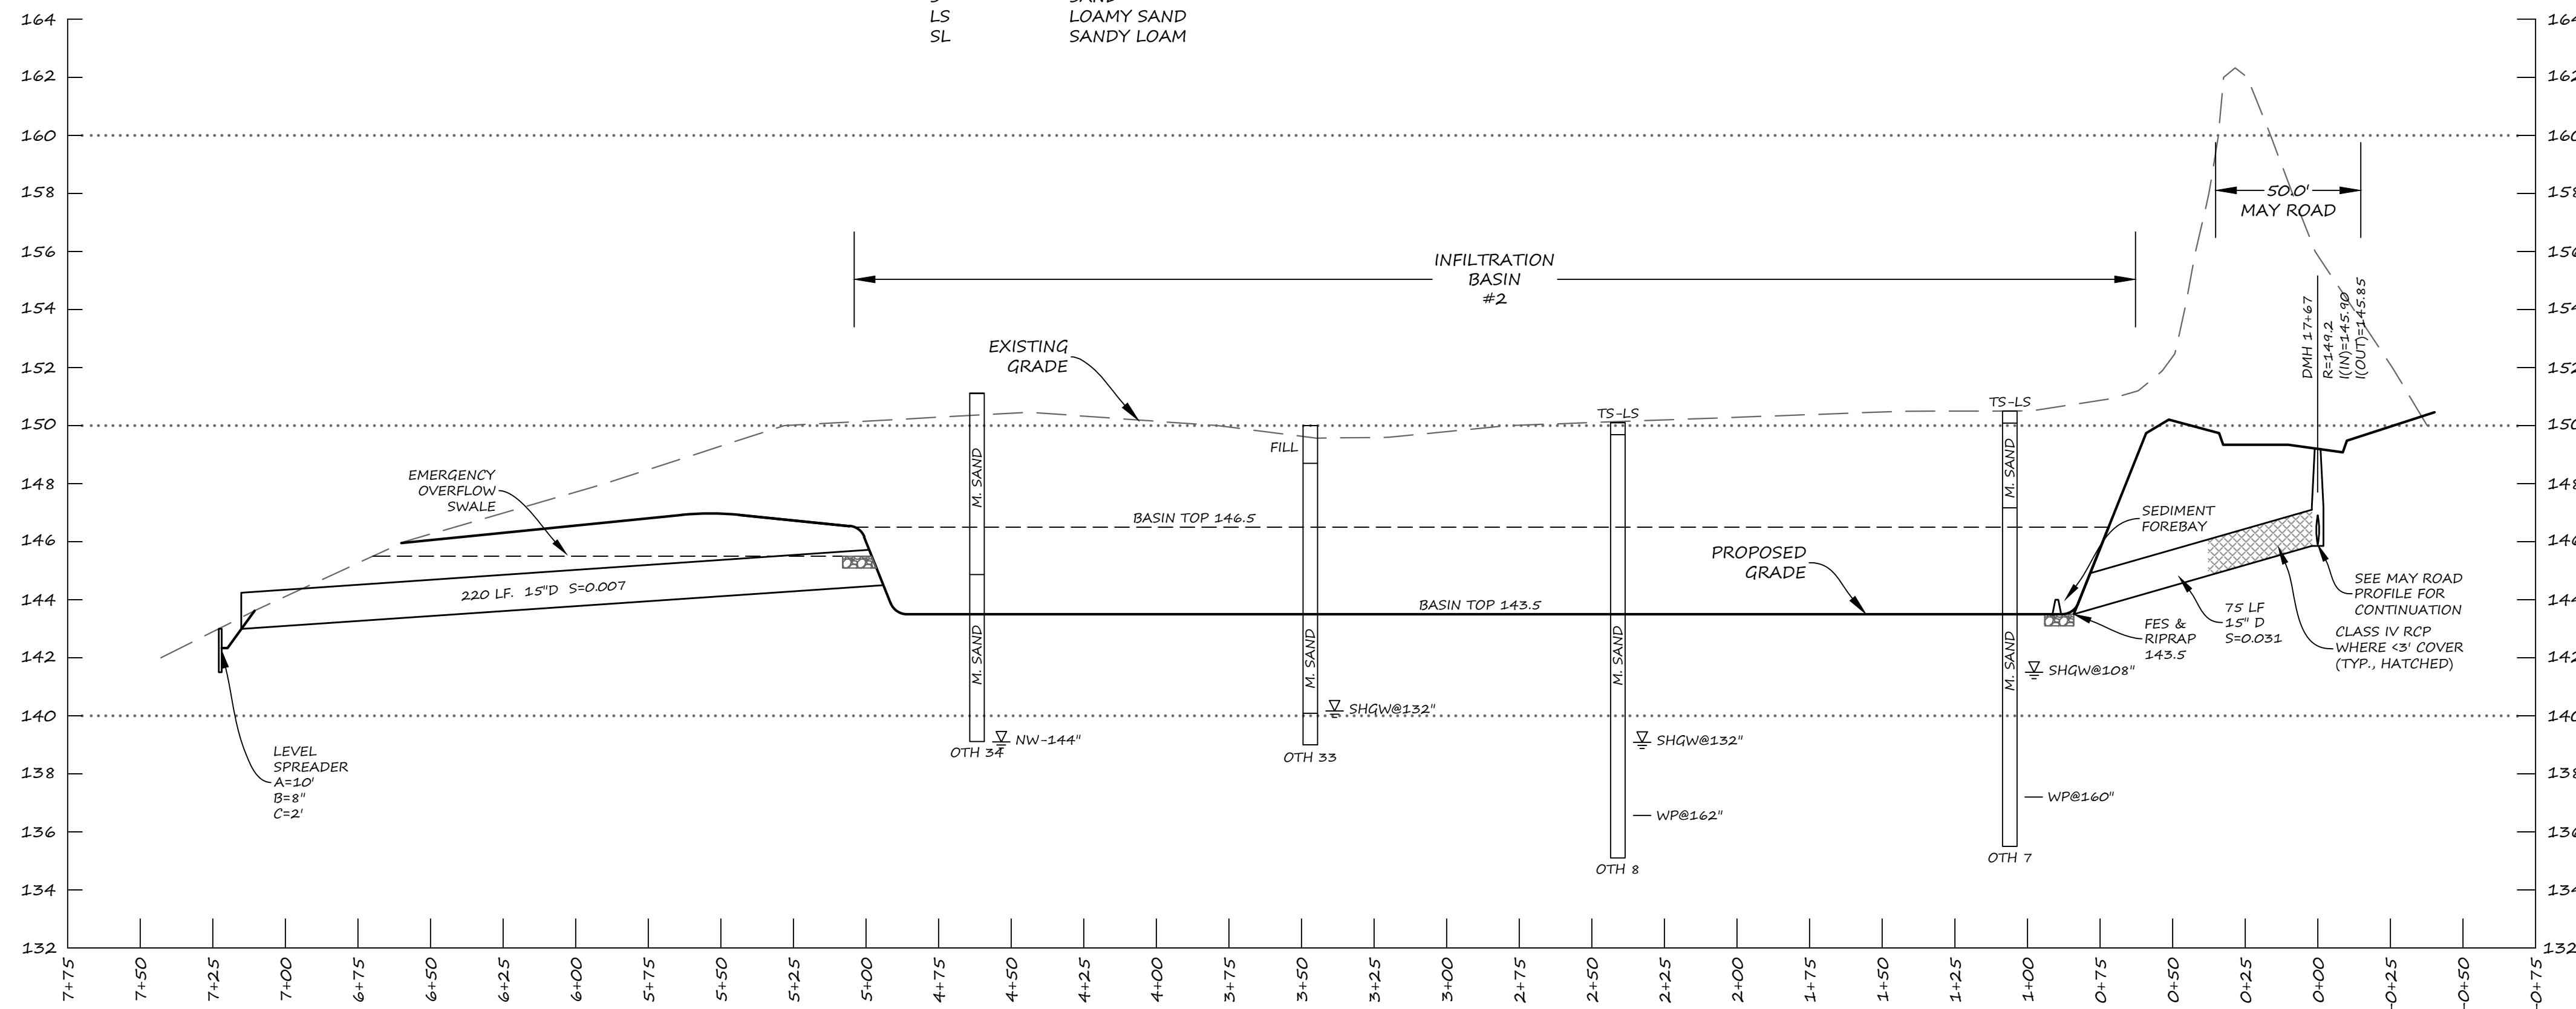 LS LOAMY SAND
SL SANDY LOAM
164
162
160
158
156
154
152
150
148
146
144
142
140
138
136
134
132
50.0'
MAY ROAD
INFILTRATION
BASIN
#2
DMH 17+67
R=149.2
I(IN)=145.90
I(OUT)=145.85
EXISTING
GRADE
TS-LS
TS-LS
FILL
M. SAND
M. SAND
EMERGENCY
OVERFLOW
SWALE
BASIN TOP 146.5
SEDIMENT
FOREBAY
PROPOSED
GRADE
220 LF. 15"D S=0.007
BASIN TOP 143.5
SEE MAY ROAD
PROFILE FOR
CONTINUATION
75 LF
15" D
S=0.031
FES &
RIPRAP
143.5
CLASS IV RCP
WHERE <3' COVER
(TYP., HATCHED)
M. SAND
M. SAND
M. SAND
M. SAND
SHGW@108"
SHGW@132"
SHGW@132"
NW-144"
OTH 34
OTH 33
LEVEL
SPREADER
A=10'
B=8"
C=2'
WP@160"
WP@162"
OTH 7
OTH 8
7+75
7+50
7+25
7+00
6+75
6+50
6+25
6+00
5+75
5+50
5+25
5+00
4+75
4+50
4+25
4+00
3+75
3+50
3+25
3+00
2+75
2+50
2+25
2+00
1+75
1+50
1+25
1+00
0+75
0+50
0+25
0+00
-0+25
-0+50
-0+75